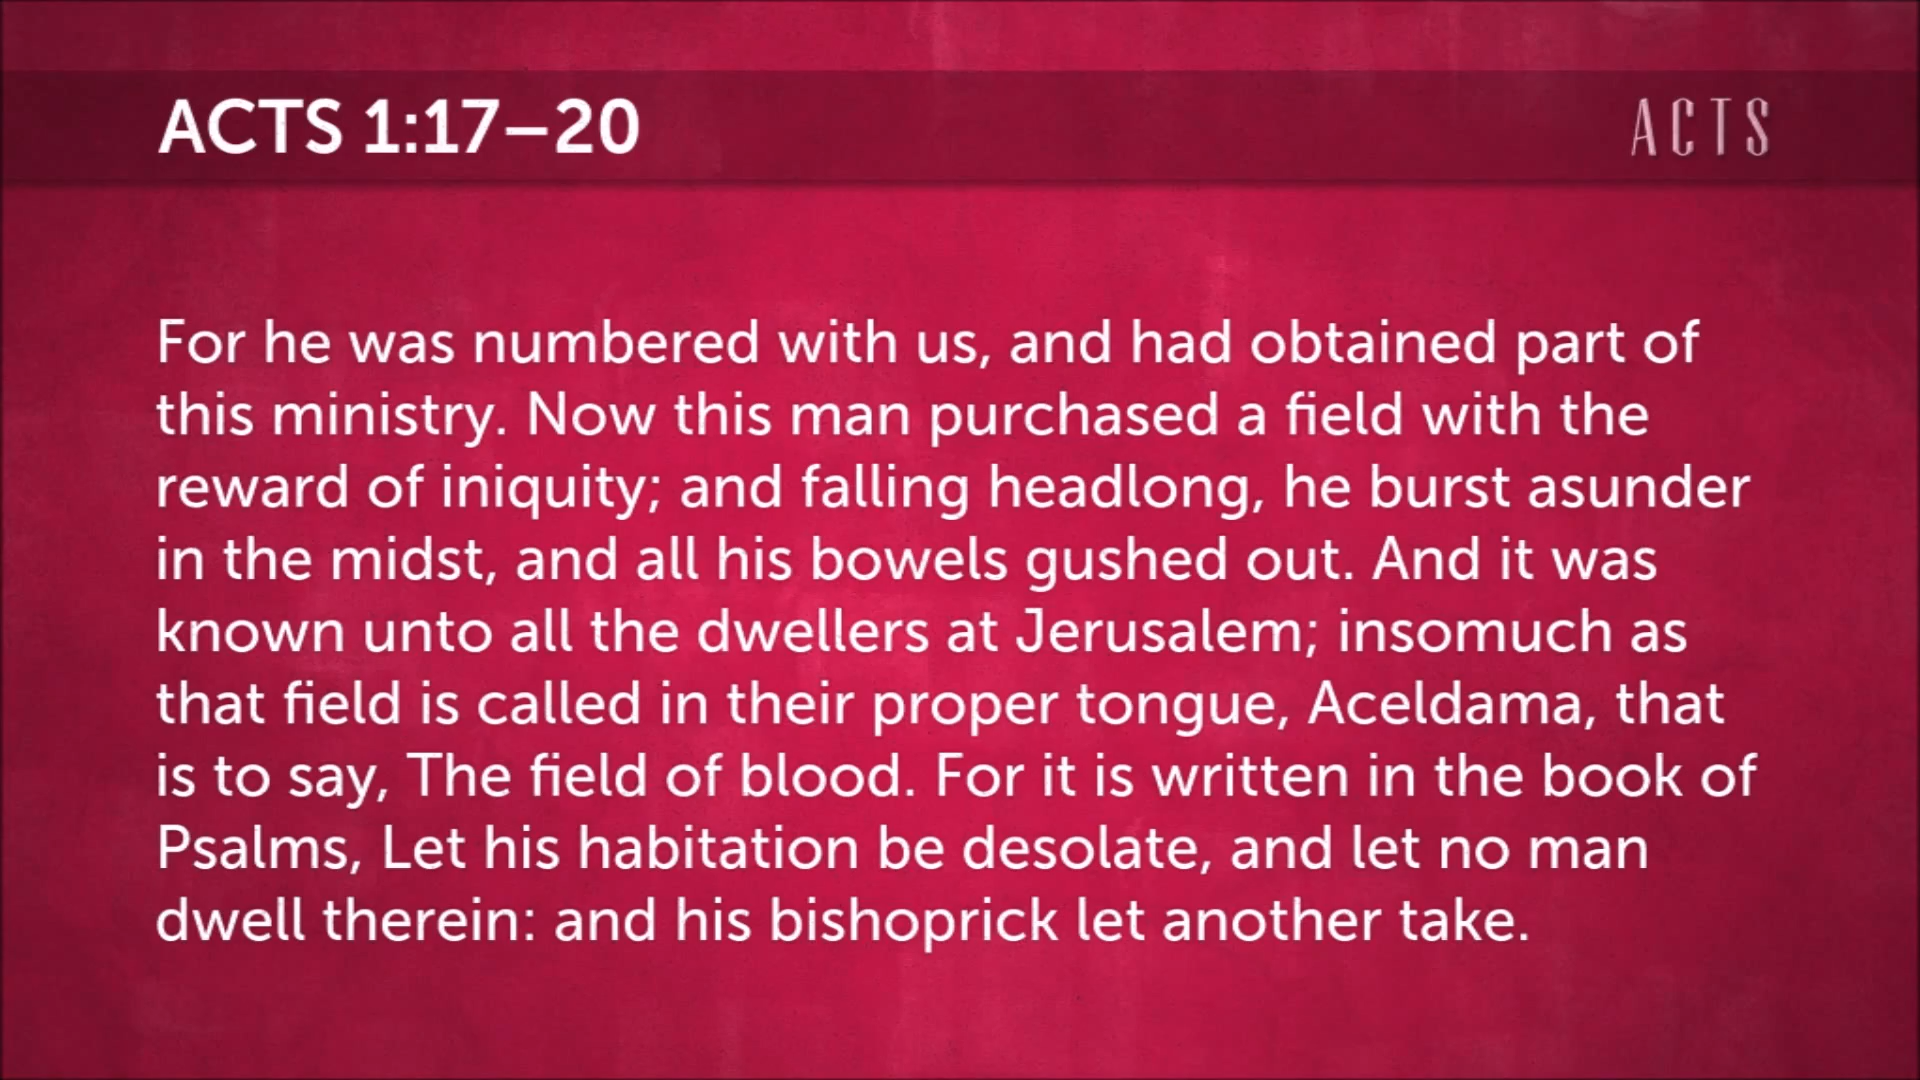 ACTS 1:17–20
ACTS
For he was numbered with us, and had obtained part of
this ministry. Now this man purchased a field with the
reward of iniquity; and falling headlong, he burst asunder
in the midst, and all his bowels gushed out. And it was
known unto all the dwellers at Jerusalem; insomuch as
that field is called in their proper tongue, Aceldama, that
is to say, The field of blood. For it is written in the book of
Psalms, Let his habitation be desolate, and let no man
dwell therein: and his bishoprick let another take.